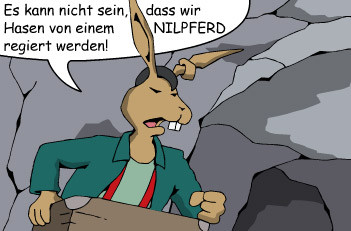 Es kann nicht sein, dass wir
Hasen von einem NILPFERD
regiert werden!